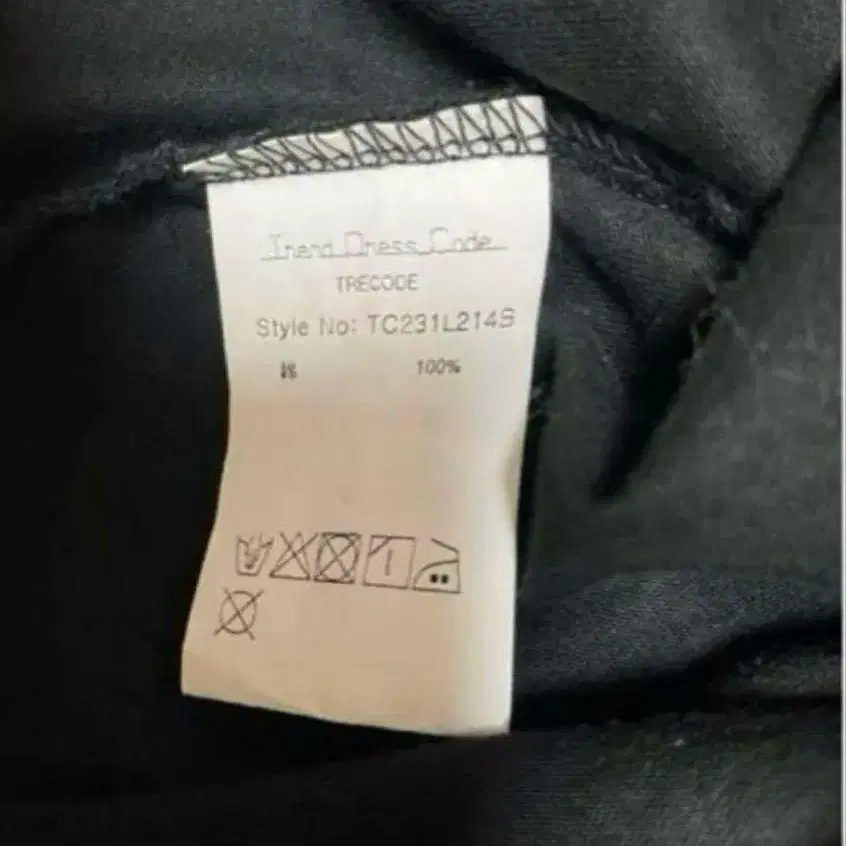 Trend Dress Code
TRECODE
Style No: TC231L214S
면 100%